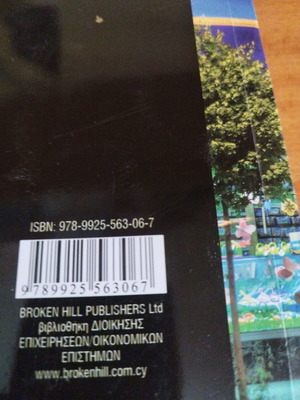 ISBN: 978-9925-563-06-7
9789925563067
BROKEN HILL PUBLISHERS Ltd
βιβλιοθηκη ΔΙΟΙΚΗΣΗΣ
ΕΠΙΧΕΙΡΗΣΕΩΝ/ΟΙΚΟΝΟΜΙΚΩΝ
ΕΠΙΣΤΗΜΩΝ
www.brokenhill.com.cy